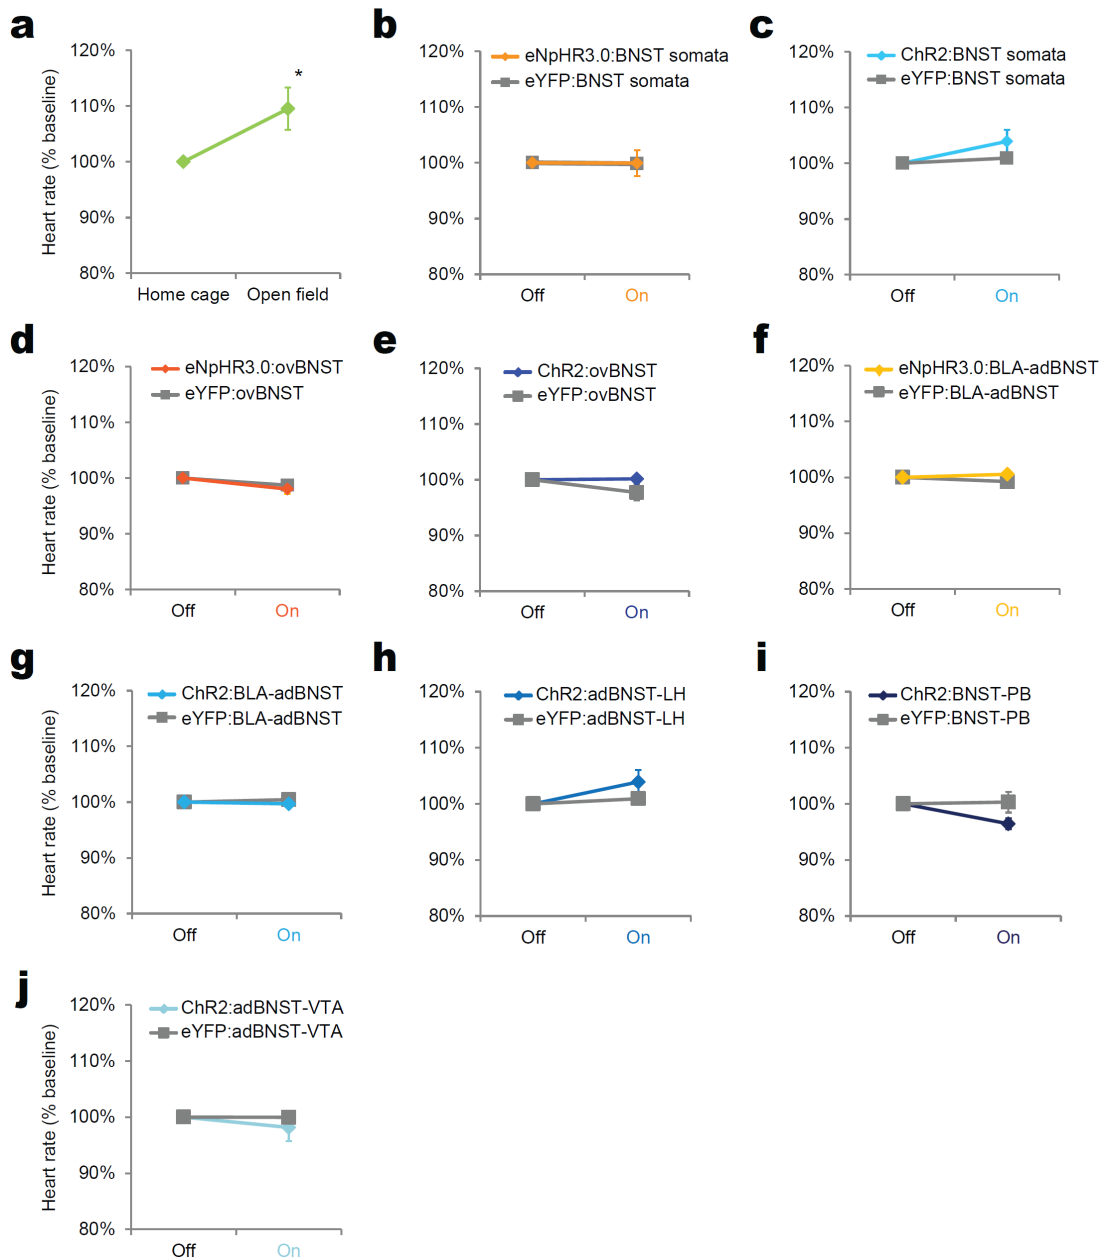 a
Heart rate (% baseline)
120%
110%
100%
90%
80%
*
Home cage
Open field
b
eNpHR3.0:BNST somata
eYFP:BNST somata
120%
110%
100%
90%
80%
Off
On
c
ChR2:BNST somata
eYFP:BNST somata
120%
110%
100%
90%
80%
Off
On
d
Heart rate (% baseline)
eNpHR3.0:ovBNST
eYFP:ovBNST
120%
110%
100%
90%
80%
Off
On
e
ChR2:ovBNST
eYFP:ovBNST
120%
110%
100%
90%
80%
Off
On
f
eNpHR3.0:BLA-adBNST
eYFP:BLA-adBNST
120%
110%
100%
90%
80%
Off
On
g
Heart rate (% baseline)
ChR2:BLA-adBNST
eYFP:BLA-adBNST
120%
110%
100%
90%
80%
Off
On
h
ChR2:adBNST-LH
eYFP:adBNST-LH
120%
110%
100%
90%
80%
Off
On
i
ChR2:BNST-PB
eYFP:BNST-PB
120%
110%
100%
90%
80%
Off
On
j
Heart rate (% baseline)
ChR2:adBNST-VTA
eYFP:adBNST-VTA
120%
110%
100%
90%
80%
Off
On